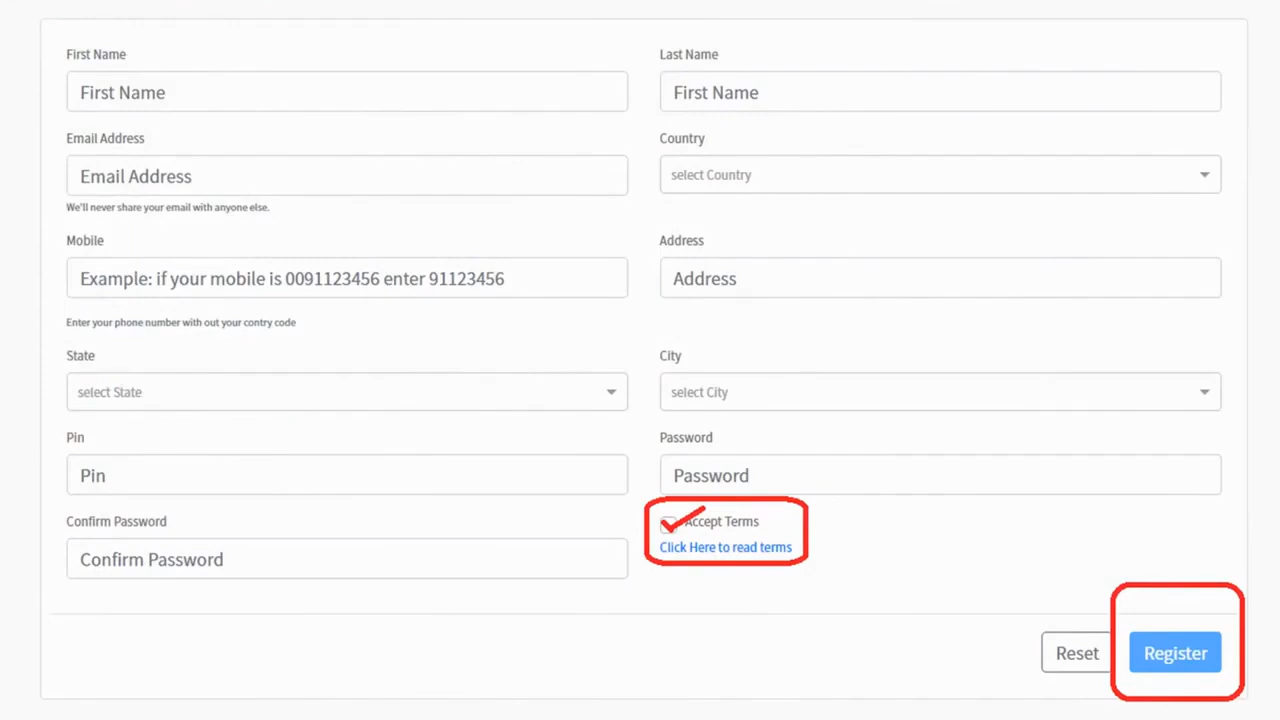 First Name
Last Name
First Name
First Name
Email Address
Country
Email Address
select Country
We'll never share your email with anyone else.
Mobile
Address
Example: if your mobile is 0091123456 enter 91123456
Address
Enter your phone number with out your contry code
State
City
select State
select City
Pin
Password
Pin
Password
Confirm Password
Accept Terms
Click Here to read terms
Confirm Password
Reset
Register